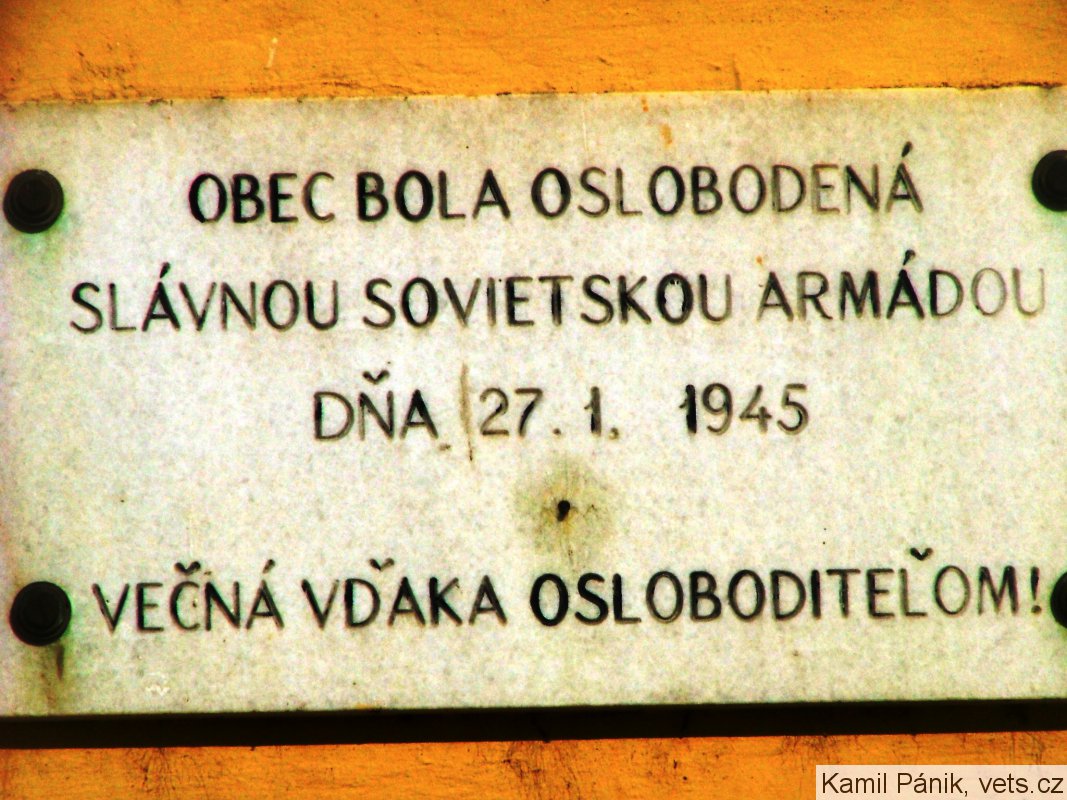 OBEC BOLA OSLOBODENÁ
SLÁVNOU SOVIETSKOU ARMÁDOU
DŇA 27. 1. 1945
VEČNÁ VĎAKA OSLOBODITEĽOM!
Kamil Pánik, vets.cz